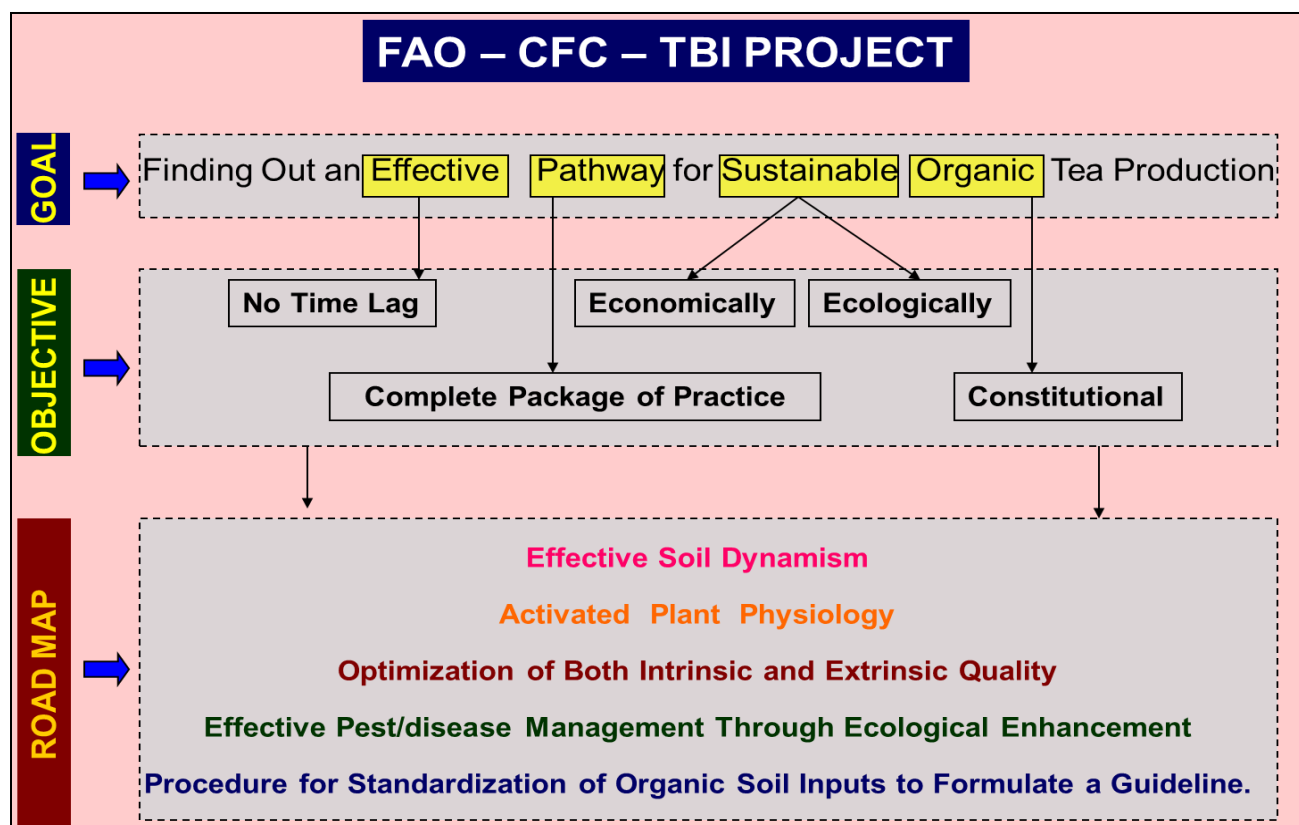 FAO – CFC – TBI PROJECT
GOAL
Finding Out an Effective Pathway for Sustainable Organic Tea Production
OBJECTIVE
No Time Lag
Economically
Ecologically
Complete Package of Practice
Constitutional
ROAD MAP
Effective Soil Dynamism
Activated Plant Physiology
Optimization of Both Intrinsic and Extrinsic Quality
Effective Pest/disease Management Through Ecological Enhancement
Procedure for Standardization of Organic Soil Inputs to Formulate a Guideline.